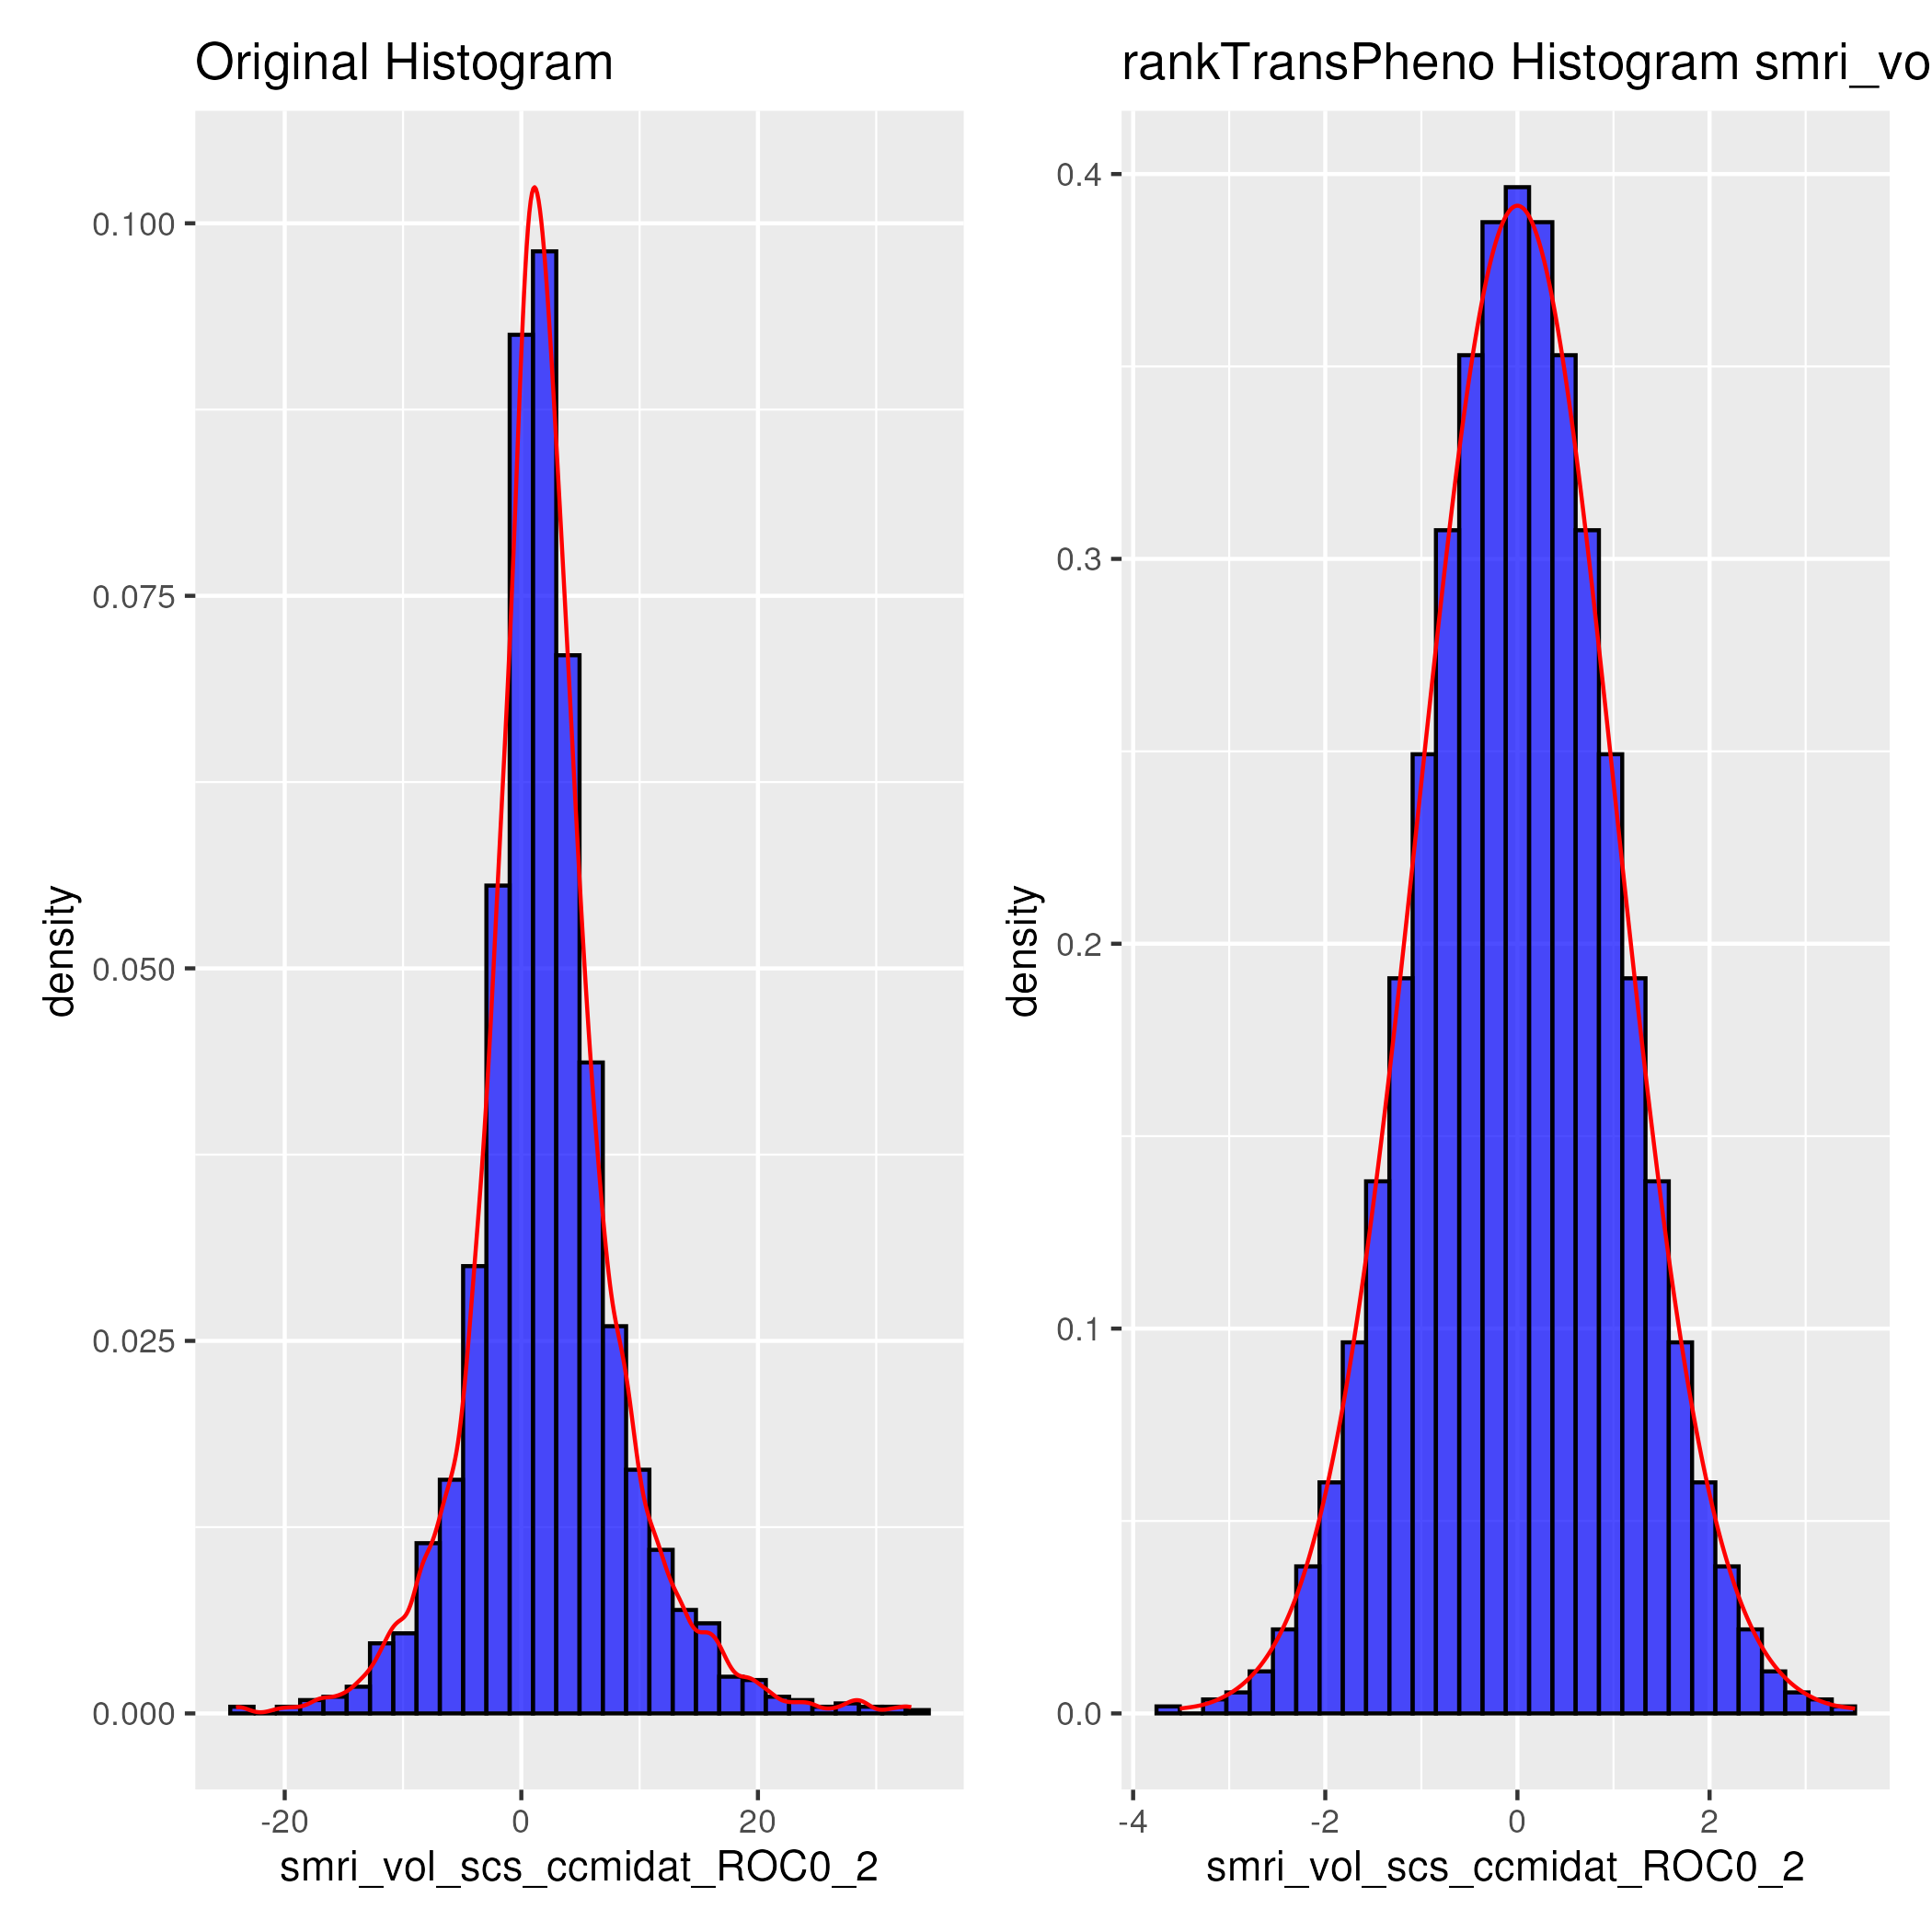 Original Histogram
density
0.100
0.075
0.050
0.025
0.000
-20
0
20
smri_vol_scs_ccmidat_ROC0_2
rankTransPheno Histogram smri_vo
density
0.4
0.3
0.2
0.1
0.0
-4
-2
0
2
smri_vol_scs_ccmidat_ROC0_2